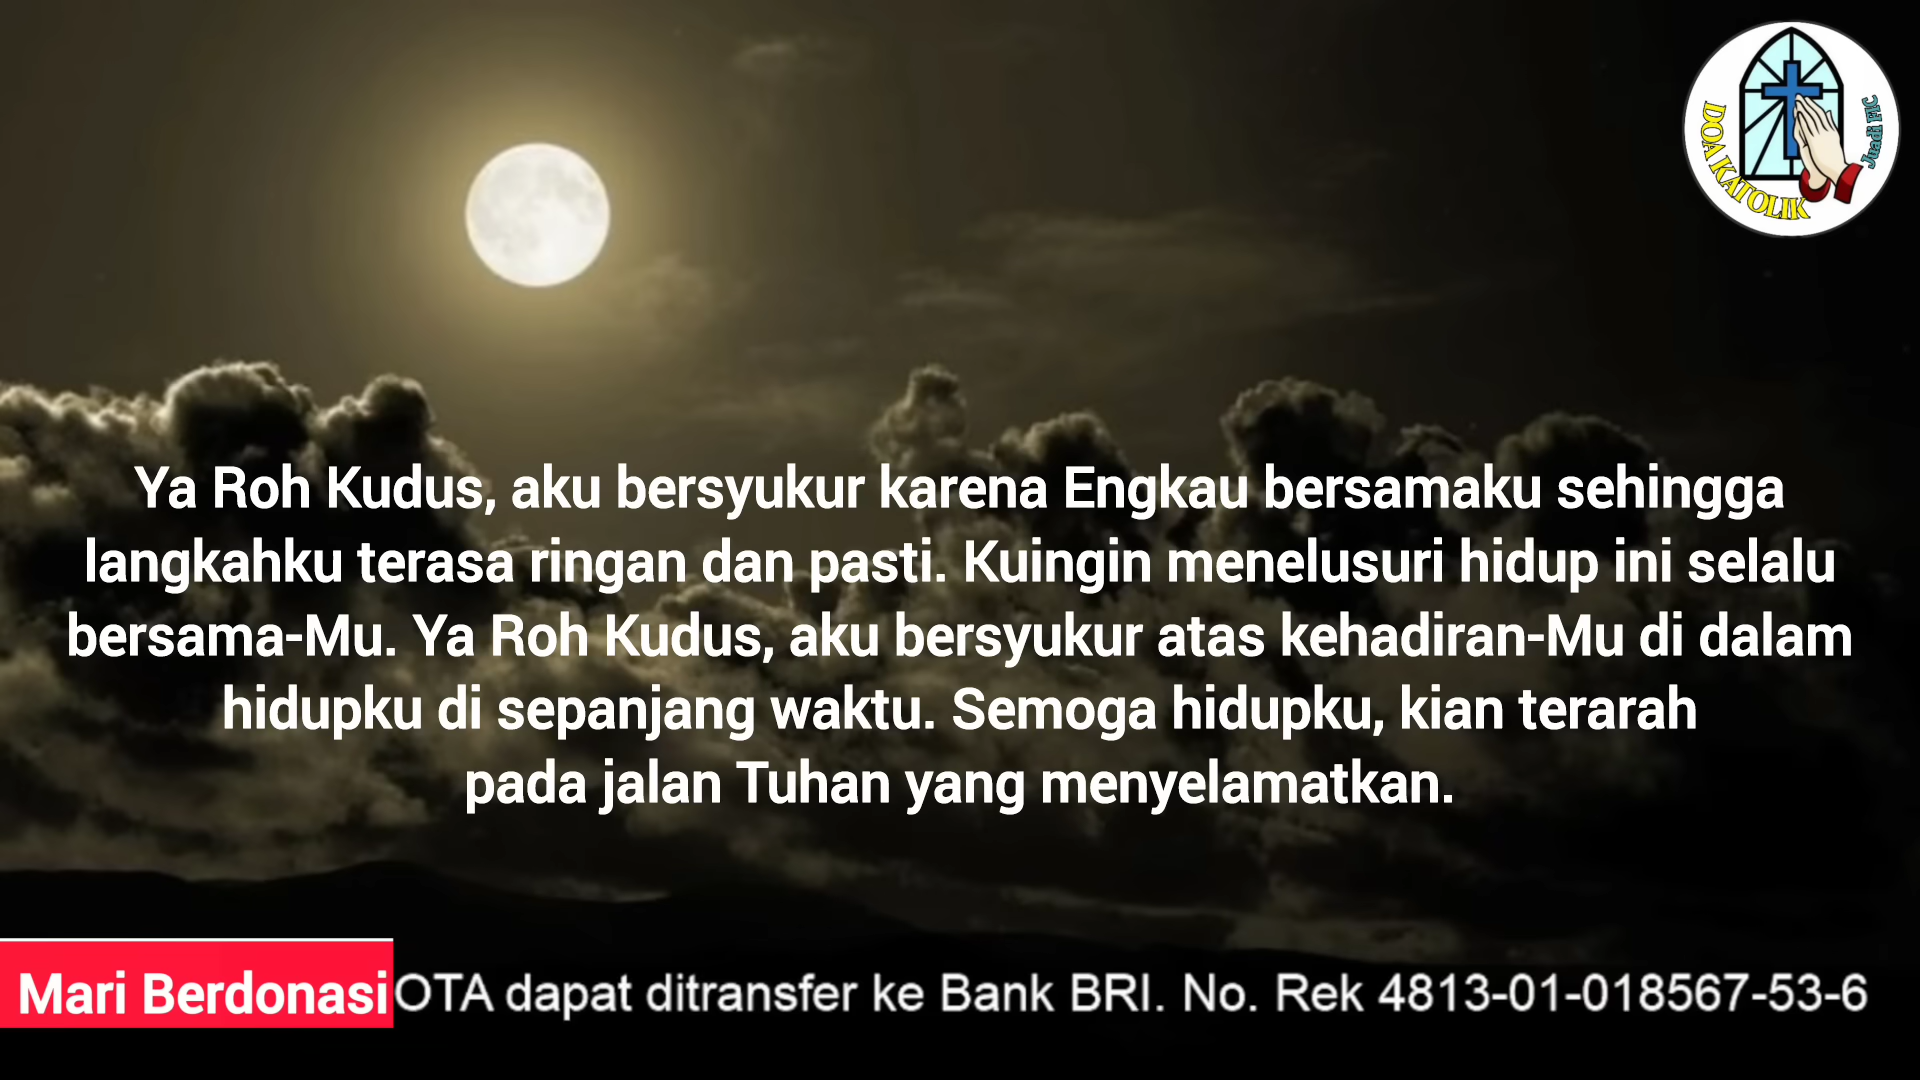 DOA KATOLIK
Juadi FIC
Ya Roh Kudus, aku bersyukur karena Engkau bersamaku sehingga
langkahku terasa ringan dan pasti. Kuingin menelusuri hidup ini selalu
bersama-Mu. Ya Roh Kudus, aku bersyukur atas kehadiran-Mu di dalam
hidupku di sepanjang waktu. Semoga hidupku, kian terarah
pada jalan Tuhan yang menyelamatkan.
Mari Berdonasi OTA dapat ditransfer ke Bank BRI. No. Rek 4813-01-018567-53-6